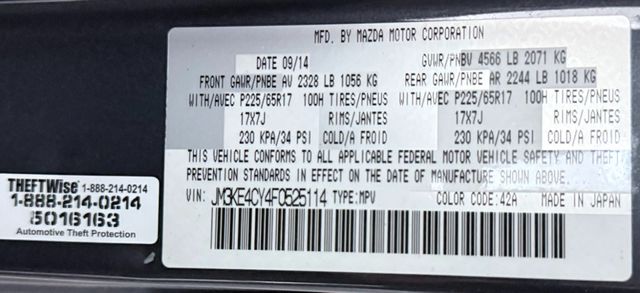 MFD. BY MAZDA MOTOR CORPORATION
DATE 09/14 GVWR/PNBV 4566 LB 2071 KG
FRONT GAWR/PNBE AV 2328 LB 1056 KG REAR GAWR/PNBE AR 2244 LB 1018 KG
WITH/AVEC P225/65R17 100H TIRES/PNEUS WITH/AVEC P225/65R17 100H TIRES/PNEUS
17X7J RIMS/JANTES 17X7J RIMS/JANTES
230 KPA/34 PSI COLD/A FROID 230 KPA/34 PSI COLD/A FROID
THIS VEHICLE CONFORMS TO ALL APPLICABLE FEDERAL MOTOR VEHICLE SAFETY AND THEFT
PREVENTION STANDARDS IN EFFECT ON THE DATE OF MANUFACTURE SHOWN ABOVE.
VIN: JM3KE4CY4F0525114 TYPE:MPV COLOR: 42A MADE IN JAPAN
THEFTWise 1-888-214-0214
1-888-214-0214
5016163
Automotive Theft Protection